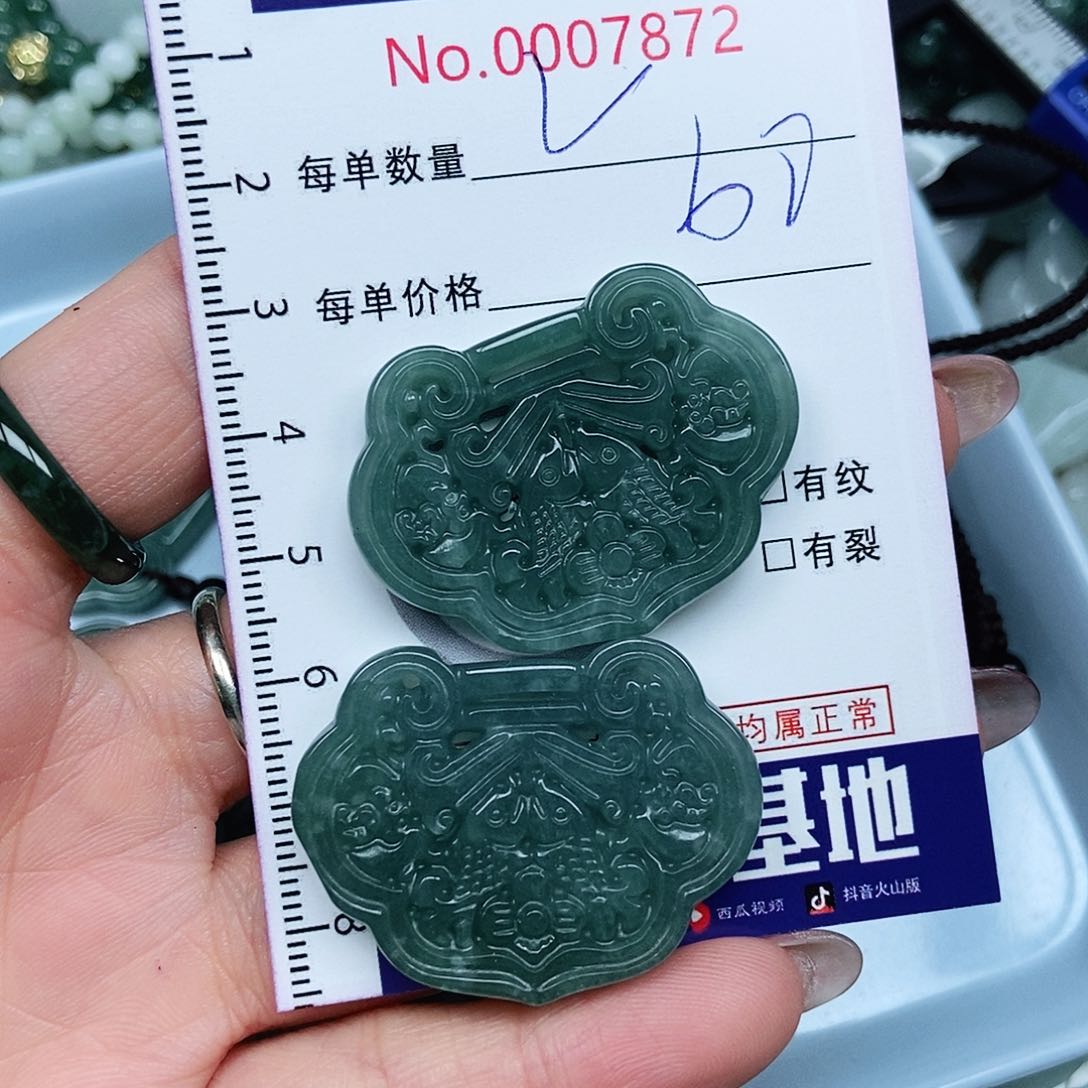 No.0007872
每单数量
每单价格
有纹
有裂
均属正常
基地
西瓜视频 抖音火山版
1
2
3
4
5
6
8